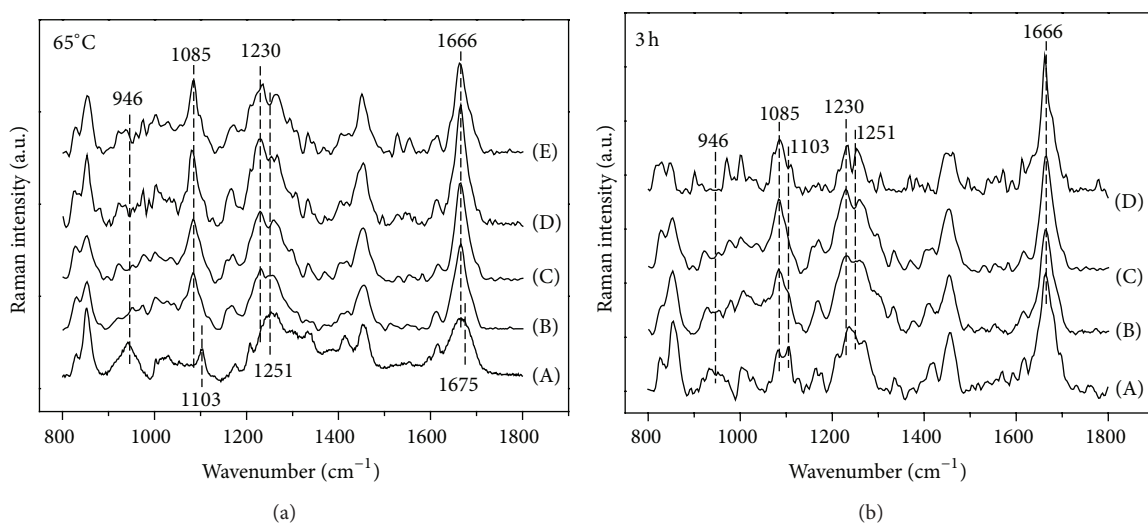 65°C
946
1085
1230
1666
(E)
(D)
(C)
(B)
(A)
1103
1251
1675
Raman intensity (a.u.)
800 1000 1200 1400 1600 1800
Wavenumber (cm⁻¹)
(a)
3 h
946
1085
1103
1230
1251
1666
(D)
(C)
(B)
(A)
Raman intensity (a.u.)
800 1000 1200 1400 1600 1800
Wavenumber (cm⁻¹)
(b)